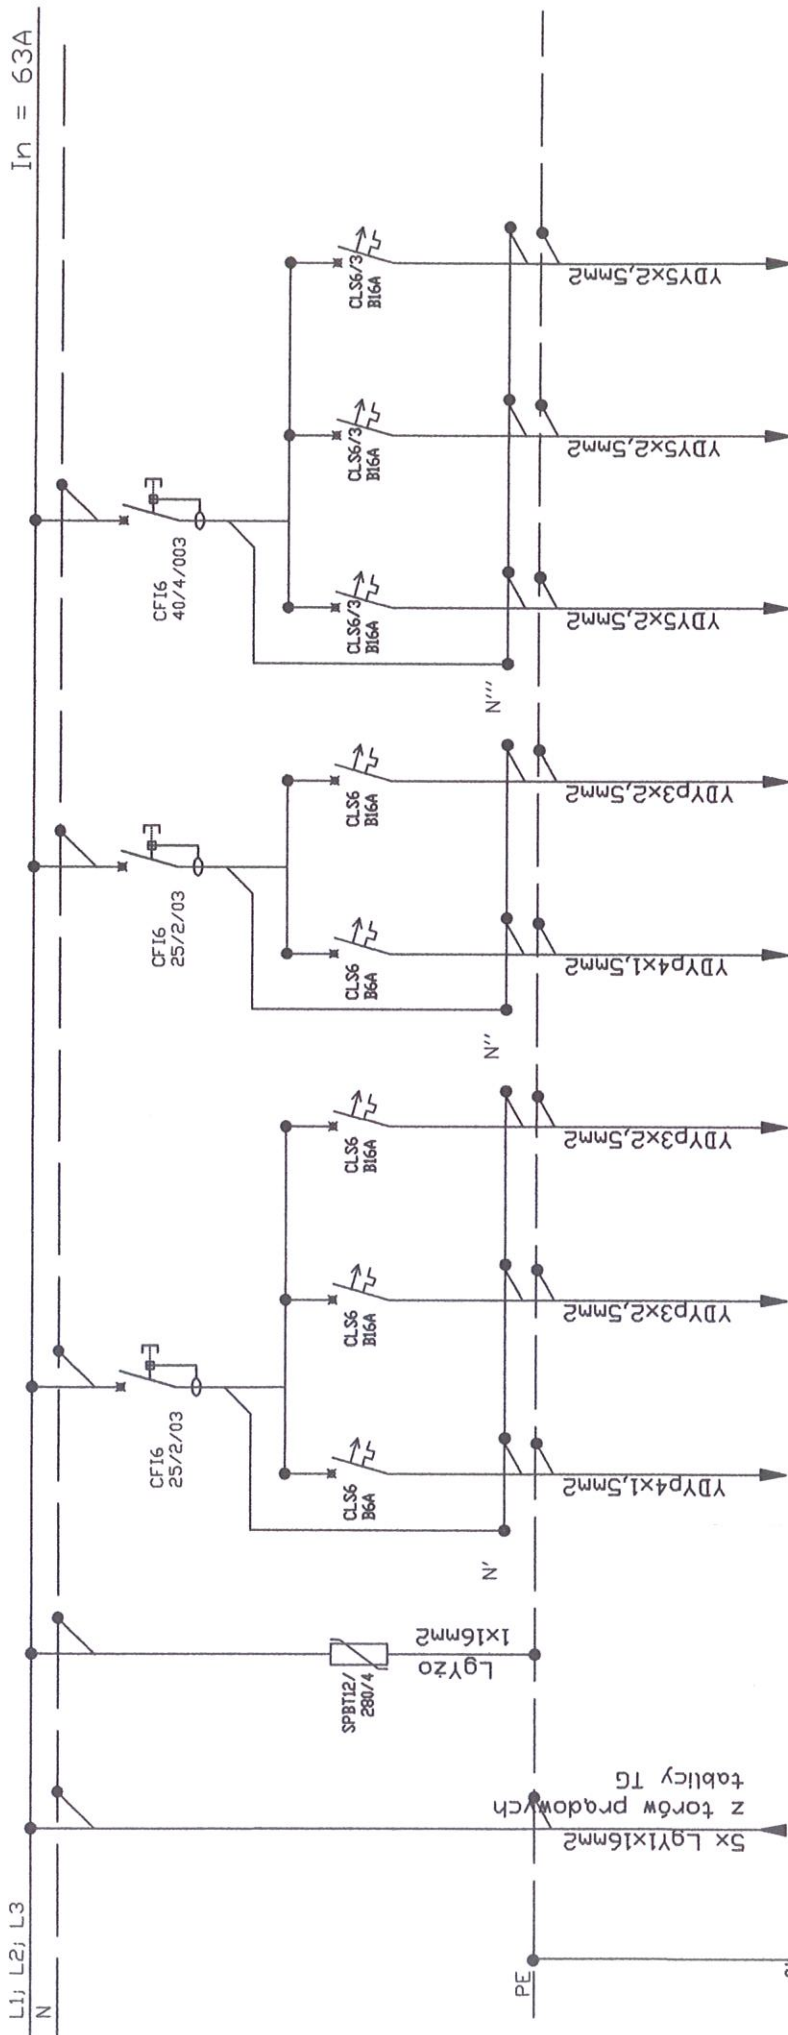 L1; L2; L3
In = 63A
N
CFI6
25/2/03
CFI6
25/2/03
CFI6
40/4/003
SPBT12/
280/4
CLS6
B6A
CLS6
B16A
CLS6
B16A
CLS6
B6A
CLS6
B16A
CLS6/3
B16A
CLS6/3
B16A
CLS6/3
B16A
N'
N''
N'''
PE
5x LgY1x16mm2
z torów prądowych
tablicy TG
LgYżo
1x16mm2
YDYp4x1,5mm2
YDYp3x2,5mm2
YDYp3x2,5mm2
YDYp4x1,5mm2
YDYp3x2,5mm2
YDY5x2,5mm2
YDY5x2,5mm2
YDY5x2,5mm2